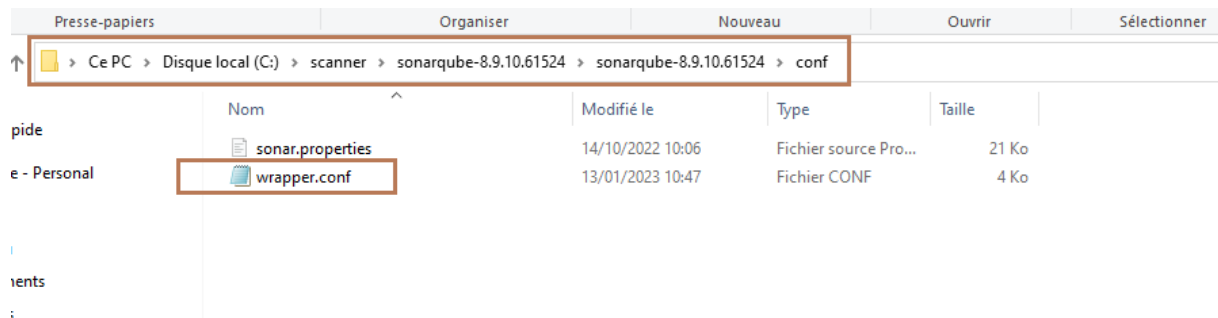 Presse-papiers Organiser Nouveau Ouvrir Sélectionner
Ce PC > Disque local (C:) > scanner > sonarqube-8.9.10.61524 > sonarqube-8.9.10.61524 > conf
Nom Modifié le Type Taille
pide
sonar.properties 14/10/2022 10:06 Fichier source Pro... 21 Ko
e - Personal
wrapper.conf 13/01/2023 10:47 Fichier CONF 4 Ko
ments